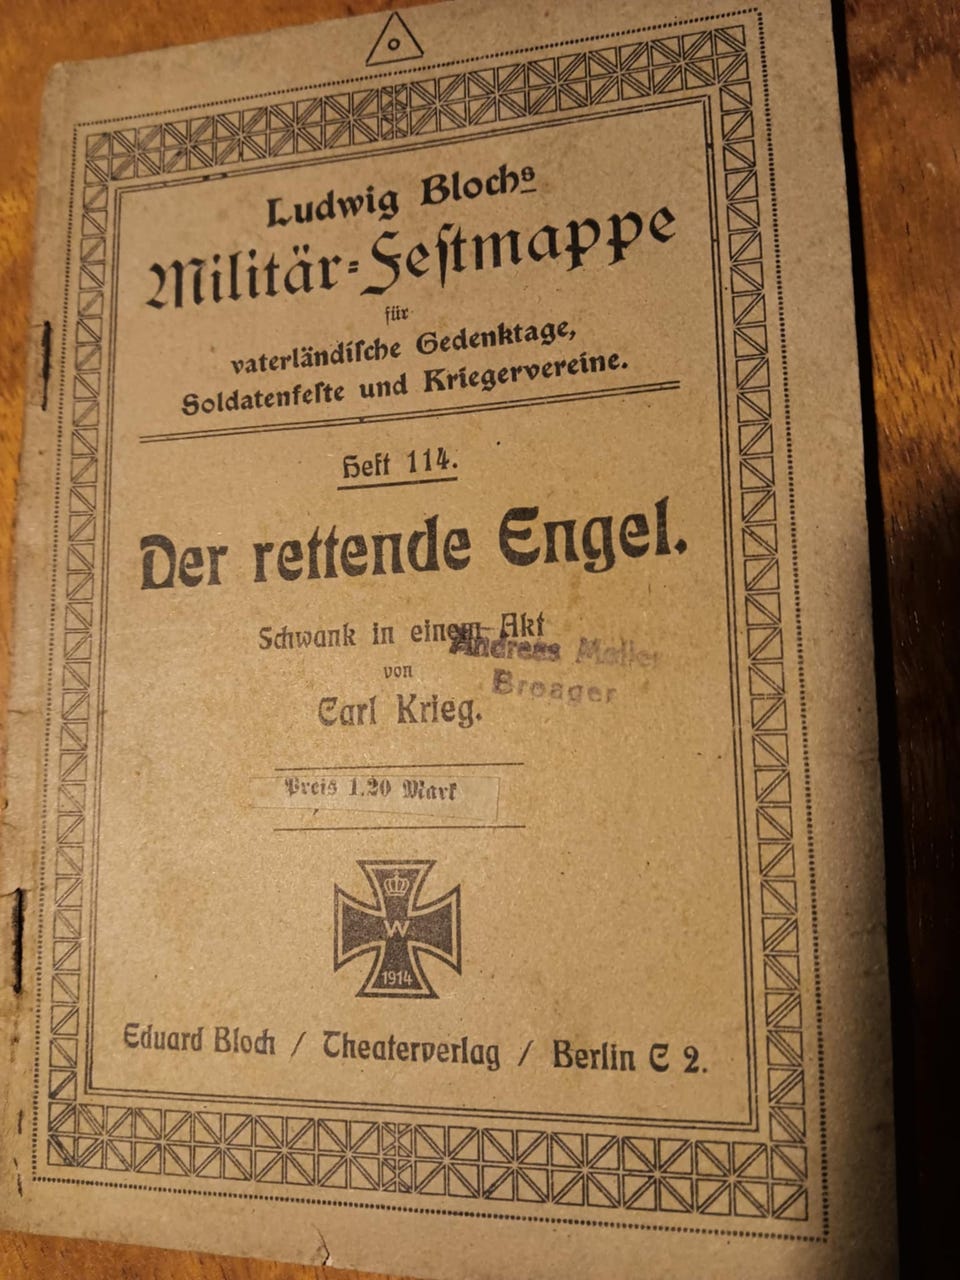 Ludwig Blochs
Militär-Festmappe
für
vaterländische Gedenktage,
Soldatenfeste und Kriegervereine.
Heft 114.
Der rettende Engel.
Schwank in einem Akt
Andreas
von
Broager
Carl Krieg.
Preis 1.20 Mark
W
1914
Eduard Bloch / Theaterverlag / Berlin C 2.